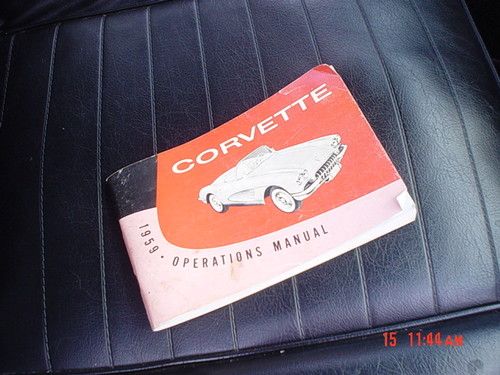 CORVETTE
1959 • OPERATIONS MANUAL
15 11:44 AM